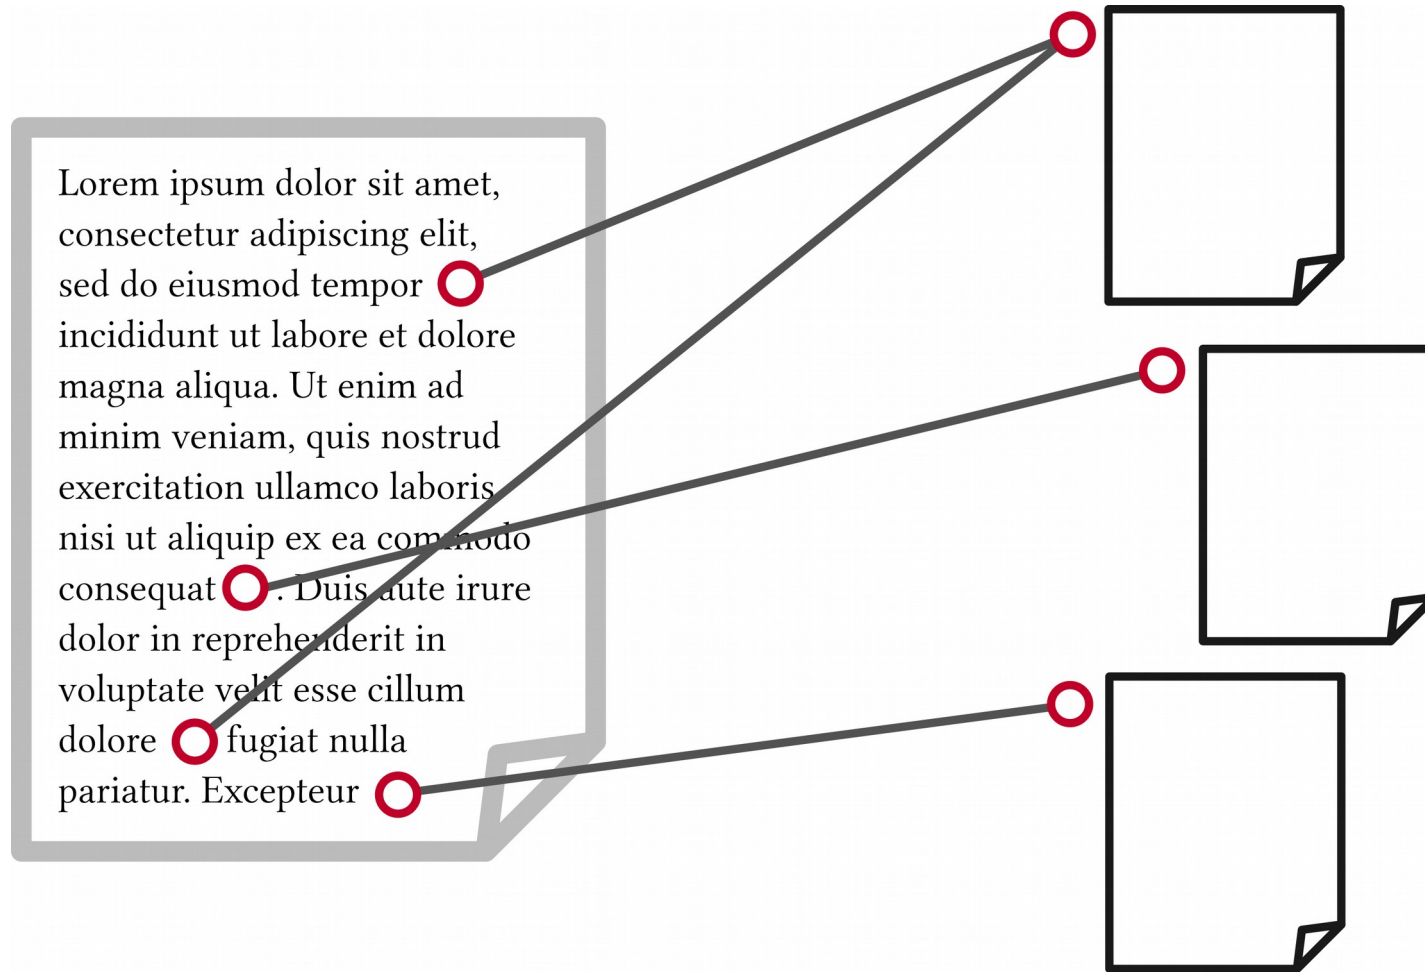 Lorem ipsum dolor sit amet,
consectetur adipiscing elit,
sed do eiusmod tempor
incididunt ut labore et dolore
magna aliqua. Ut enim ad
minim veniam, quis nostrud
exercitation ullamco laboris
nisi ut aliquip ex ea commodo
consequat . Duis aute irure
dolor in reprehenderit in
voluptate velit esse cillum
dolore fugiat nulla
pariatur. Excepteur